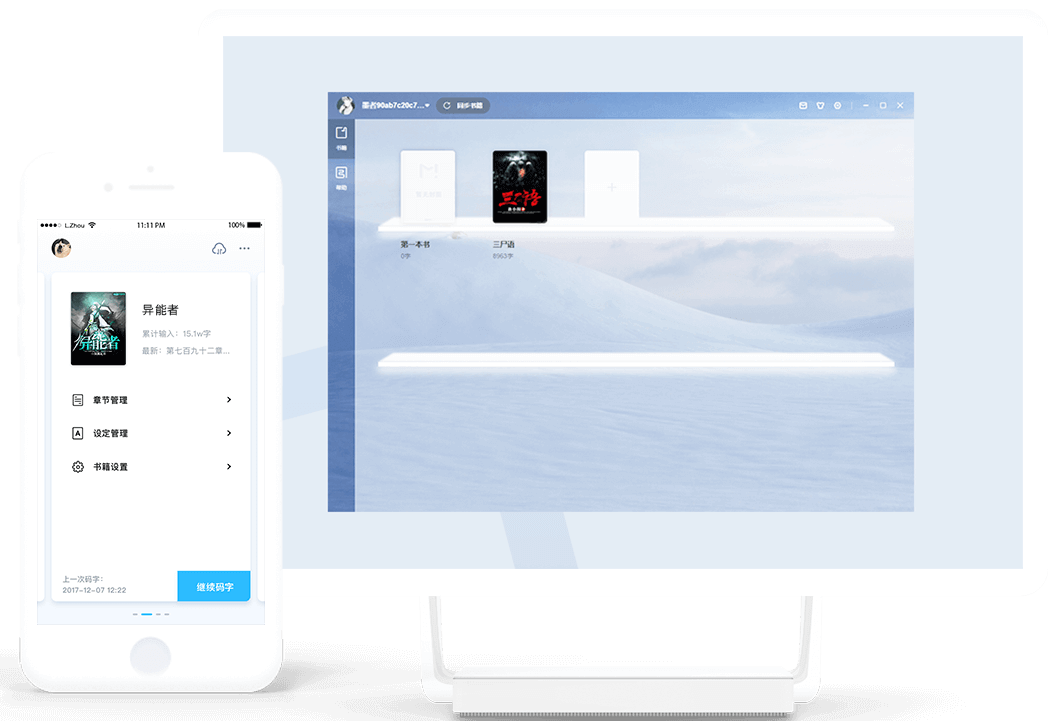 墨者90ab7c20c7...
同步书籍
书籍
帮助
第一本书
三尸语
0字
8963字
L.Zhou
11:11 PM
100%
异能者
异能者
累计输入：15.1w字
最新：第七百九十二章...
章节管理
设定管理
书籍设置
上一次码字：
2017-12-07 12:22
继续码字